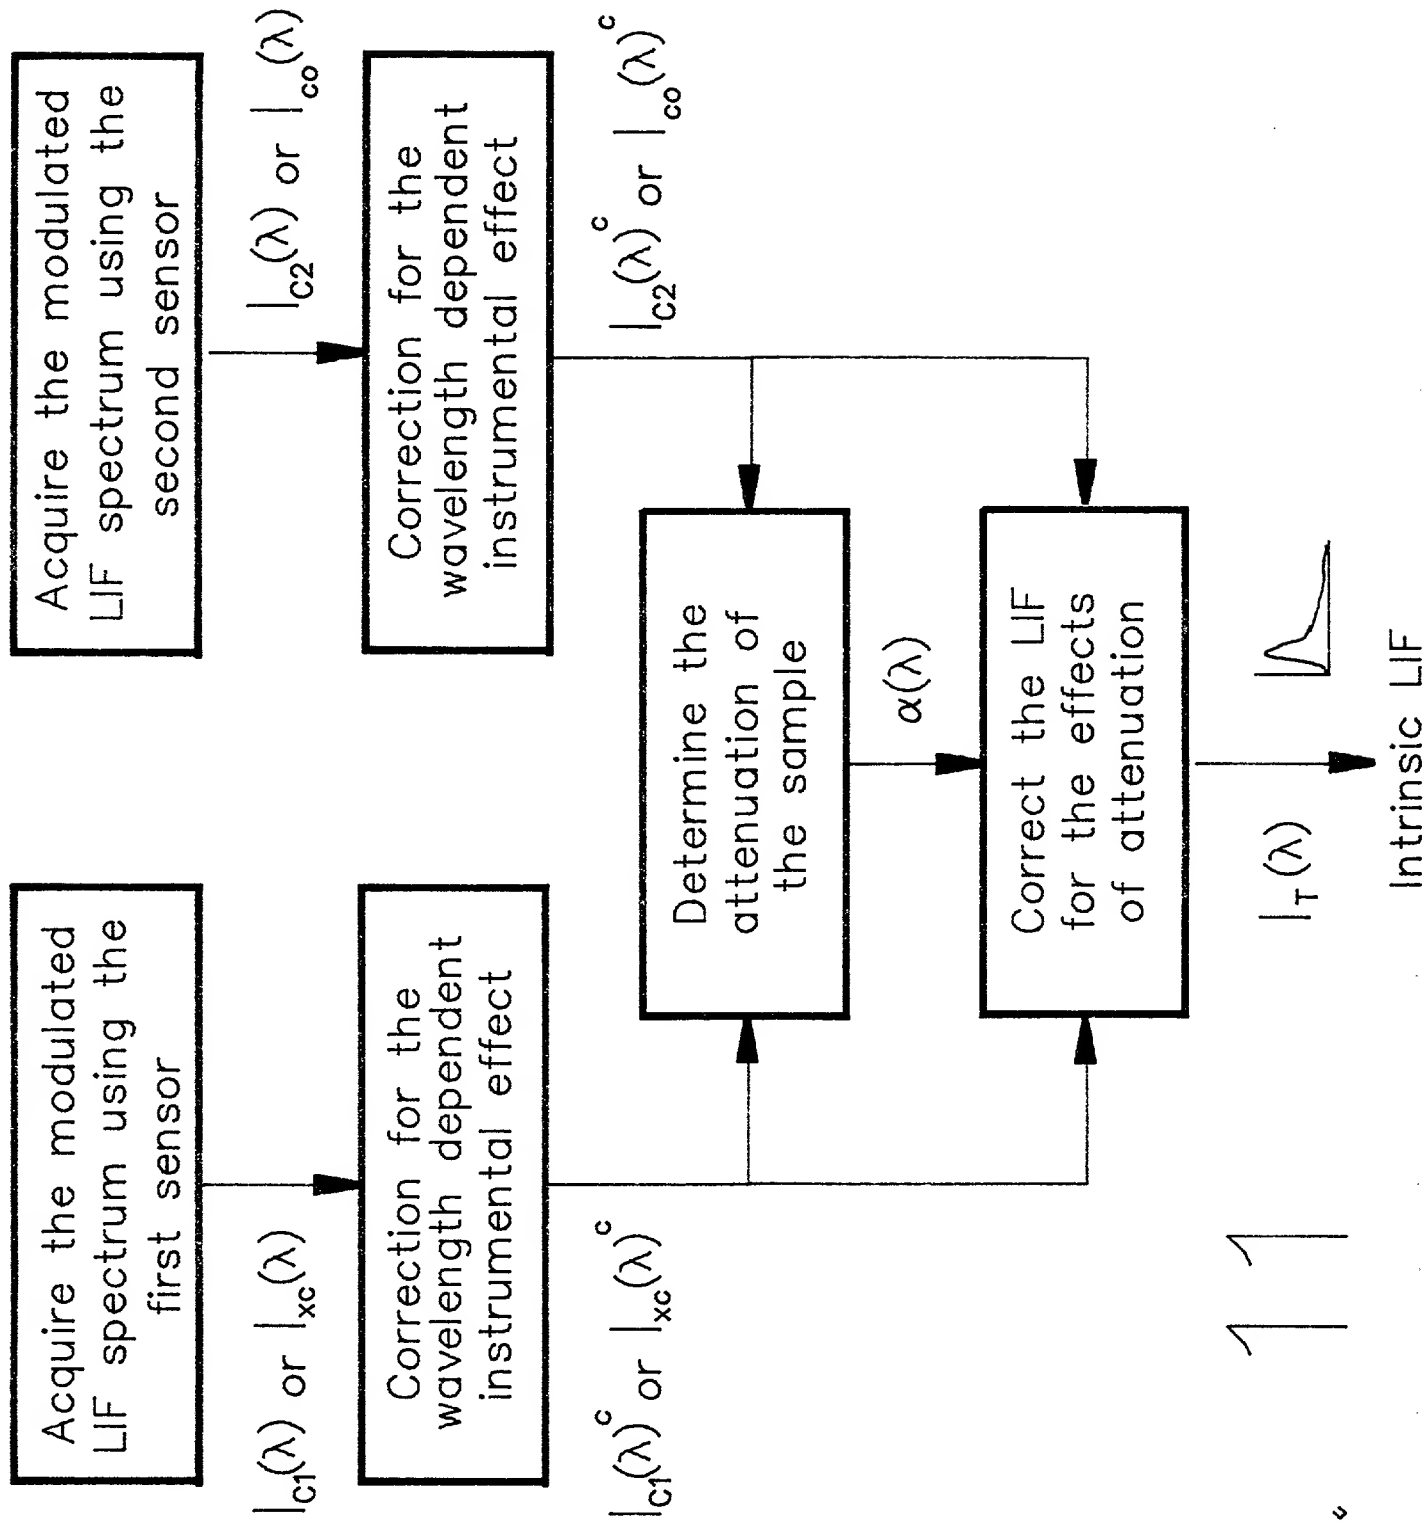 Acquire the modulated
LIF spectrum using the
first sensor
I_C1(λ) or I_xc(λ)
Correction for the
wavelength dependent
instrumental effect
I_C1(λ)^c or I_xc(λ)^c
Acquire the modulated
LIF spectrum using the
second sensor
I_C2(λ) or I_co(λ)
Correction for the
wavelength dependent
instrumental effect
I_C2(λ)^c or I_co(λ)^c
Determine the
attenuation of
the sample
α(λ)
Correct the LIF
for the effects
of attenuation
I_T(λ)
Intrinsic LIF
11